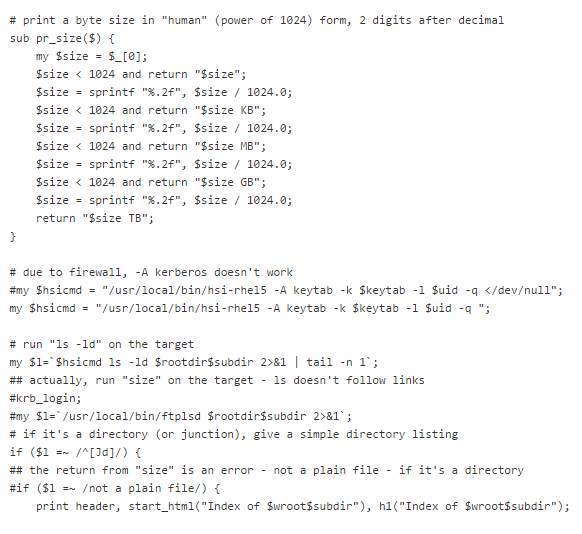 # print a byte size in "human" (power of 1024) form, 2 digits after decimal
sub pr_size($) {
    my $size = $_[0];
    $size < 1024 and return "$size";
    $size = sprintf "%.2f", $size / 1024.0;
    $size < 1024 and return "$size KB";
    $size = sprintf "%.2f", $size / 1024.0;
    $size < 1024 and return "$size MB";
    $size = sprintf "%.2f", $size / 1024.0;
    $size < 1024 and return "$size GB";
    $size = sprintf "%.2f", $size / 1024.0;
    return "$size TB";
}

# due to firewall, -A kerberos doesn't work
#my $hsicmd = "/usr/local/bin/hsi-rhel5 -A keytab -k $keytab -l $uid -q </dev/null";
my $hsicmd = "/usr/local/bin/hsi-rhel5 -A keytab -k $keytab -l $uid -q ";

# run "ls -ld" on the target
my $l=`$hsicmd ls -ld $rootdir$subdir 2>&1 | tail -n 1`;
## actually, run "size" on the target - ls doesn't follow links
#krb_login;
#my $l=`/usr/local/bin/ftplsd $rootdir$subdir 2>&1`;
# if it's a directory (or junction), give a simple directory listing
if ($l =~ /^[Jd]/) {
## the return from "size" is an error - not a plain file - if it's a directory
#if ($l =~ /not a plain file/) {
    print header, start_html("Index of $wroot$subdir"), h1("Index of $wroot$subdir");